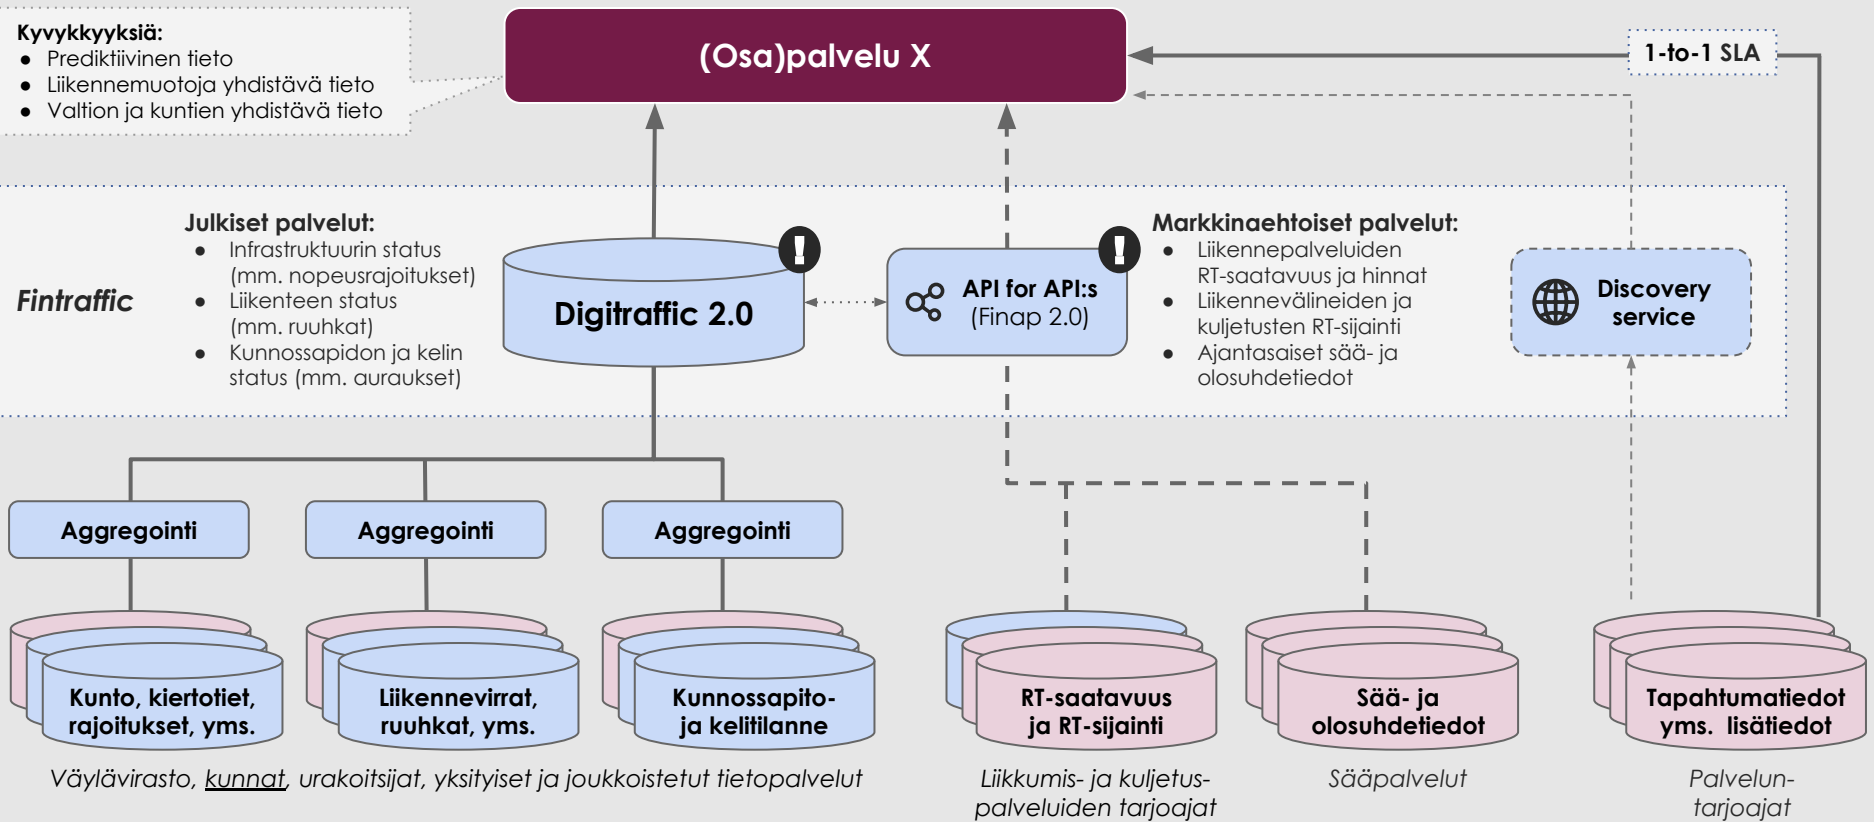 Kyvykkyyksiä:
● Prediktiivinen tieto
● Liikennemuotoja yhdistävä tieto
● Valtion ja kuntien yhdistävä tieto
(Osa)palvelu X
1-to-1 SLA
Fintraffic
Julkiset palvelut:
● Infrastruktuurin status
(mm. nopeusrajoitukset)
● Liikenteen status
(mm. ruuhkat)
● Kunnossapidon ja kelin
status (mm. auraukset)
Digitraffic 2.0
API for API:s
(Finap 2.0)
Markkinaehtoiset palvelut:
● Liikennepalveluiden
RT-saatavuus ja hinnat
● Liikennevälineiden ja
kuljetusten RT-sijainti
● Ajantasaiset sää- ja
olosuhdetiedot
Discovery
service
Aggregointi
Aggregointi
Aggregointi
Kunto, kiertotiet,
rajoitukset, yms.
Liikennevirrat,
ruuhkat, yms.
Kunnossapito-
ja kelitilanne
RT-saatavuus
ja RT-sijainti
Sää- ja
olosuhdetiedot
Tapahtumatiedot
yms. lisätiedot
Väylävirasto, kunnat, urakoitsijat, yksityiset ja joukkoistetut tietopalvelut
Liikkumis- ja kuljetus-
palveluiden tarjoajat
Sääpalvelut
Palvelun-
tarjoajat